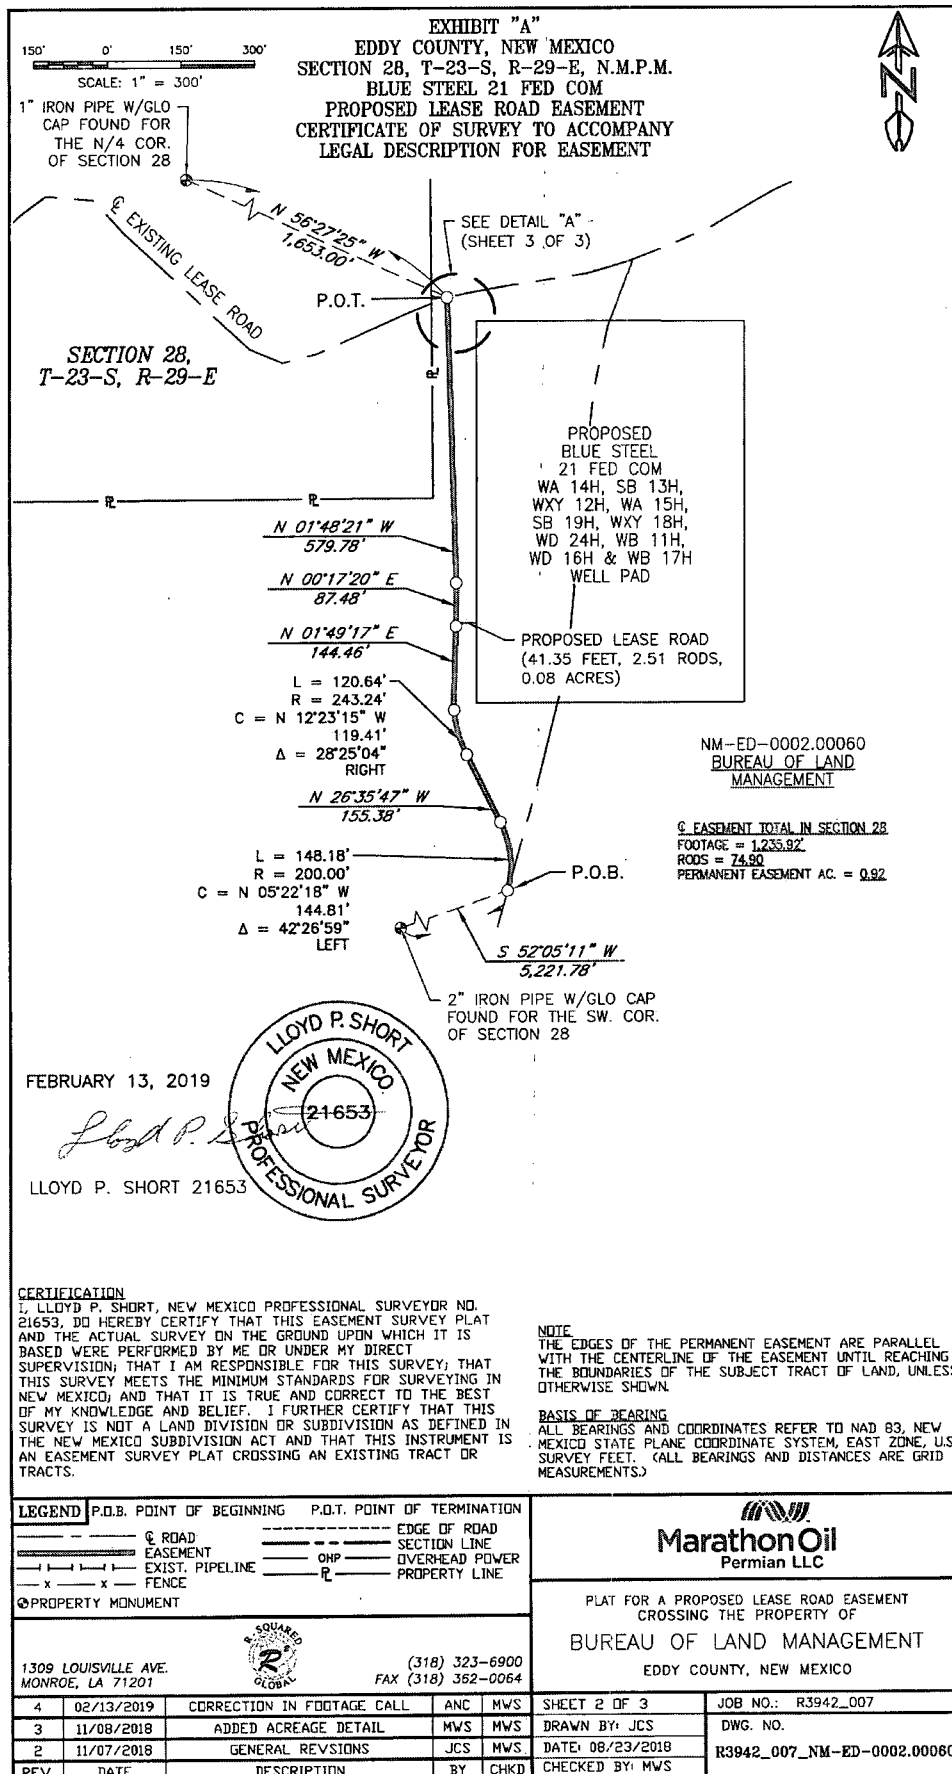 EXHIBIT "A"
EDDY COUNTY, NEW MEXICO
SECTION 28, T-23-S, R-29-E, N.M.P.M.
BLUE STEEL 21 FED COM
PROPOSED LEASE ROAD EASEMENT
CERTIFICATE OF SURVEY TO ACCOMPANY
LEGAL DESCRIPTION FOR EASEMENT
150' 0' 150' 300'
SCALE: 1" = 300'
N
1" IRON PIPE W/GLO
CAP FOUND FOR
THE N/4 COR.
OF SECTION 28
N 56°27'25" W
1,653.00'
SEE DETAIL "A"
(SHEET 3 OF 3)
℄ EXISTING LEASE ROAD
P.O.T.
SECTION 28,
T-23-S, R-29-E
PROPOSED
BLUE STEEL
21 FED COM
WA 14H, SB 13H,
WXY 12H, WA 15H,
SB 19H, WXY 18H,
WD 24H, WB 11H,
WD 16H & WB 17H
WELL PAD
N 01°48'21" W
579.78'
N 00°17'20" E
87.48'
N 01°49'17" E
144.46'
PROPOSED LEASE ROAD
(41.35 FEET, 2.51 RODS,
0.08 ACRES)
L = 120.64'
R = 243.24'
C = N 12°23'15" W
119.41'
Δ = 28°25'04"
RIGHT
NM-ED-0002.00060
BUREAU OF LAND
MANAGEMENT
N 26°35'47" W
155.38'
℄ EASEMENT TOTAL IN SECTION 28
FOOTAGE = 1,235.92'
RODS = 74.90
PERMANENT EASEMENT AC. = 0.92
L = 148.18'
R = 200.00'
C = N 05°22'18" W
144.81'
Δ = 42°26'59"
LEFT
P.O.B.
S 52°05'11" W
5,221.78'
2" IRON PIPE W/GLO CAP
FOUND FOR THE SW. COR.
OF SECTION 28
LLOYD P. SHORT
NEW MEXICO
21653
PROFESSIONAL SURVEYOR
FEBRUARY 13, 2019
Lloyd P. Short
LLOYD P. SHORT 21653
CERTIFICATION
I, LLOYD P. SHORT, NEW MEXICO PROFESSIONAL SURVEYOR NO.
21653, DO HEREBY CERTIFY THAT THIS EASEMENT SURVEY PLAT
AND THE ACTUAL SURVEY ON THE GROUND UPON WHICH IT IS
BASED WERE PERFORMED BY ME OR UNDER MY DIRECT
SUPERVISION; THAT I AM RESPONSIBLE FOR THIS SURVEY; THAT
THIS SURVEY MEETS THE MINIMUM STANDARDS FOR SURVEYING IN
NEW MEXICO; AND THAT IT IS TRUE AND CORRECT TO THE BEST
OF MY KNOWLEDGE AND BELIEF. I FURTHER CERTIFY THAT THIS
SURVEY IS NOT A LAND DIVISION OR SUBDIVISION AS DEFINED IN
THE NEW MEXICO SUBDIVISION ACT AND THAT THIS INSTRUMENT IS
AN EASEMENT SURVEY PLAT CROSSING AN EXISTING TRACT OR
TRACTS.
NOTE
THE EDGES OF THE PERMANENT EASEMENT ARE PARALLEL
WITH THE CENTERLINE OF THE EASEMENT UNTIL REACHING
THE BOUNDARIES OF THE SUBJECT TRACT OF LAND, UNLESS
OTHERWISE SHOWN.
BASIS OF BEARING
ALL BEARINGS AND COORDINATES REFER TO NAD 83, NEW
MEXICO STATE PLANE COORDINATE SYSTEM, EAST ZONE, U.S.
SURVEY FEET. (ALL BEARINGS AND DISTANCES ARE GRID
MEASUREMENTS.)
LEGEND P.O.B. POINT OF BEGINNING P.O.T. POINT OF TERMINATION
℄ ROAD EDGE OF ROAD
EASEMENT SECTION LINE
EXIST. PIPELINE OHP OVERHEAD POWER
x x FENCE PROPERTY LINE
PROPERTY MONUMENT
MarathonOil
Permian LLC
PLAT FOR A PROPOSED LEASE ROAD EASEMENT
CROSSING THE PROPERTY OF
BUREAU OF LAND MANAGEMENT
EDDY COUNTY, NEW MEXICO
R-SQUARED
R²
GLOBAL
1309 LOUISVILLE AVE.
MONROE, LA 71201
(318) 323-6900
FAX (318) 362-0064
4 02/13/2019 CORRECTION IN FOOTAGE CALL ANC MWS
3 11/08/2018 ADDED ACREAGE DETAIL MWS MWS
2 11/07/2018 GENERAL REVSIONS JCS MWS
REV. DATE DESCRIPTION BY CHKD
SHEET 2 OF 3 JOB NO.: R3942_007
DRAWN BY: JCS DWG. NO.
DATE: 08/23/2018 R3942_007_NM-ED-0002.00060
CHECKED BY: MWS